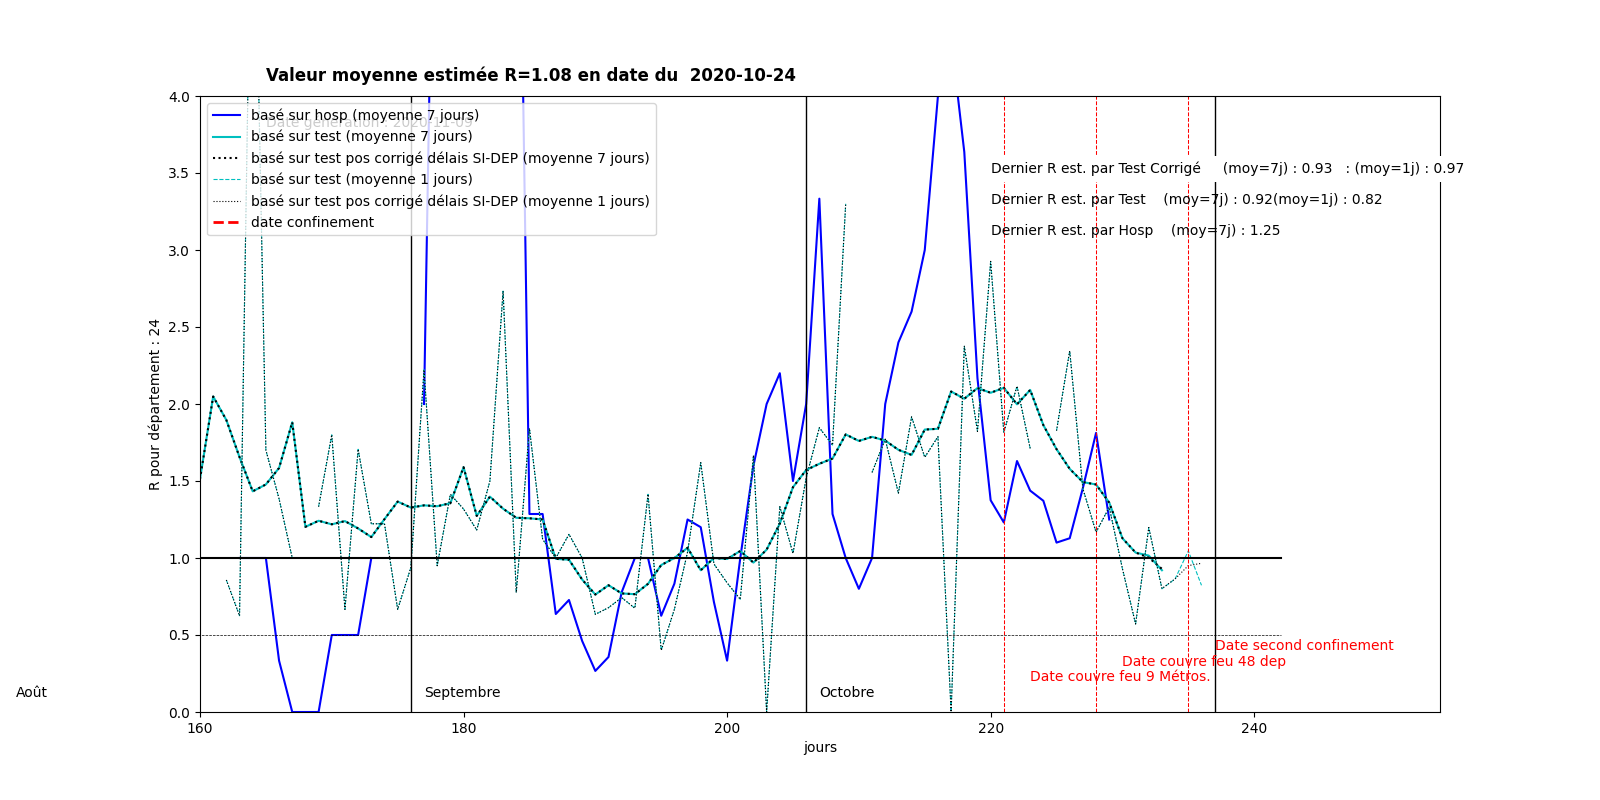 Valeur moyenne estimée R=1.08 en date du  2020-10-24
Date génération : 2020-11-09
basé sur hosp (moyenne 7 jours)
basé sur test (moyenne 7 jours)
basé sur test pos corrigé délais SI-DEP (moyenne 7 jours)
basé sur test (moyenne 1 jours)
basé sur test pos corrigé délais SI-DEP (moyenne 1 jours)
date confinement
Dernier R est. par Test Corrigé     (moy=7j) : 0.93   : (moy=1j) : 0.97
Dernier R est. par Test    (moy=7j) : 0.92(moy=1j) : 0.82
Dernier R est. par Hosp    (moy=7j) : 1.25
4.0
3.5
3.0
2.5
2.0
1.5
1.0
0.5
0.0
R pour département : 24
Date second confinement
Date couvre feu 48 dep
Date couvre feu 9 Métros.
Août
Septembre
Octobre
160
180
200
220
240
jours